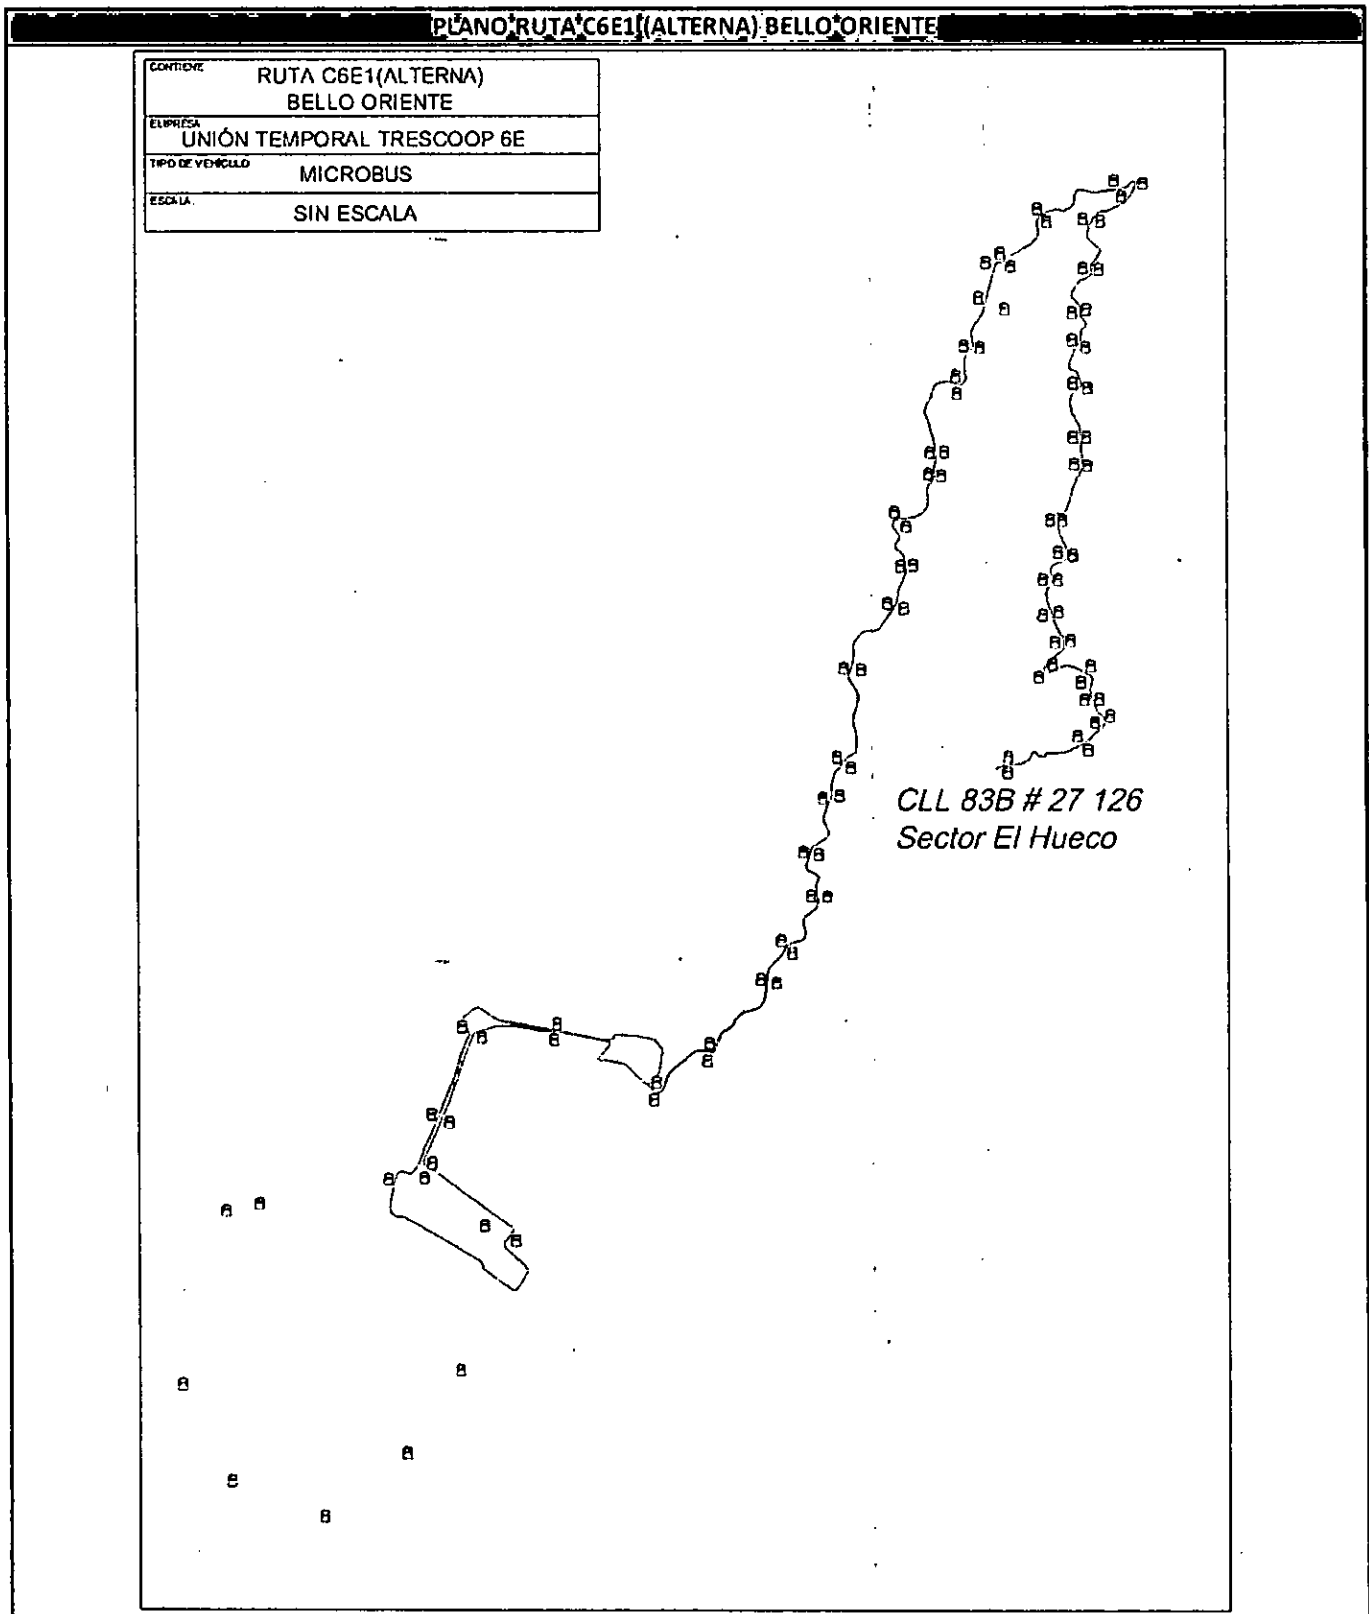 PLANO RUTA C6E1 (ALTERNA) BELLO ORIENTE
CONTIENE
RUTA C6E1(ALTERNA)
BELLO ORIENTE
EMPRESA
UNIÓN TEMPORAL TRESCOOP 6E
TIPO DE VEHICULO
MICROBUS
ESCALA.
SIN ESCALA
CLL 83B # 27 126
Sector El Hueco